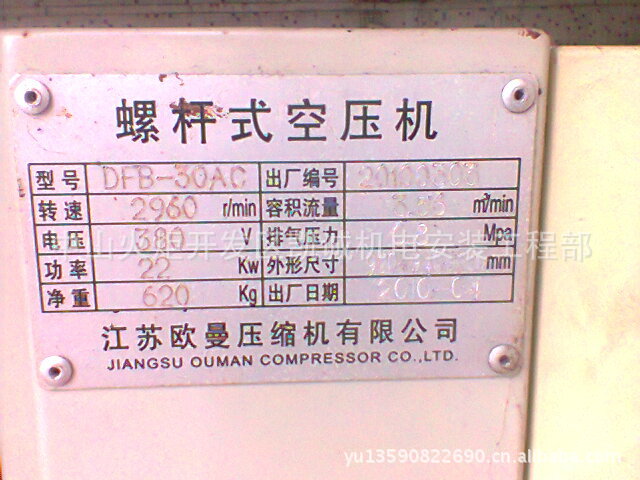 螺杆式空压机
型号 DFB-30AC 出厂编号
转速 2960 r/min 容积流量 m³/min
电压 380 V 排气压力 Mpa
功率 22 Kw 外形尺寸 mm
净重 620 Kg 出厂日期
江苏欧曼压缩机有限公司
JIANGSU OUMAN COMPRESSOR CO.,LTD.
yu13590822690.cn.alibaba.com